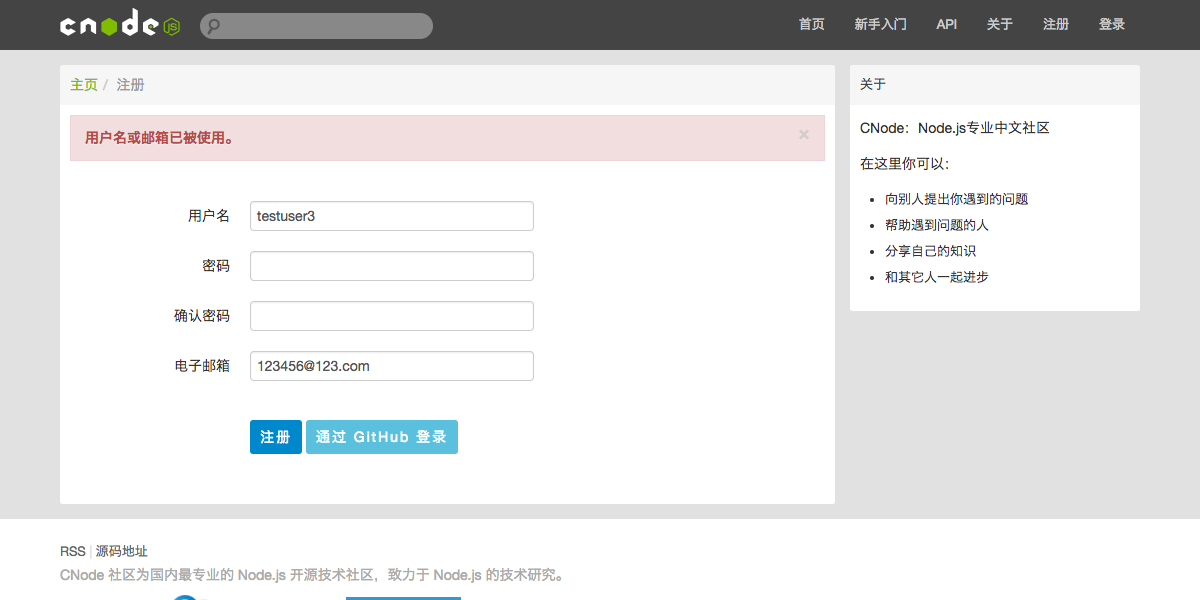 cnode JS
首页 新手入门 API 关于 注册 登录
主页 / 注册
用户名或邮箱已被使用。 ×
用户名 testuser3
密码
确认密码
电子邮箱 123456@123.com
注册 通过 GitHub 登录
关于
CNode：Node.js专业中文社区
在这里你可以：
• 向别人提出你遇到的问题
• 帮助遇到问题的人
• 分享自己的知识
• 和其它人一起进步
RSS | 源码地址
CNode 社区为国内最专业的 Node.js 开源技术社区，致力于 Node.js 的技术研究。